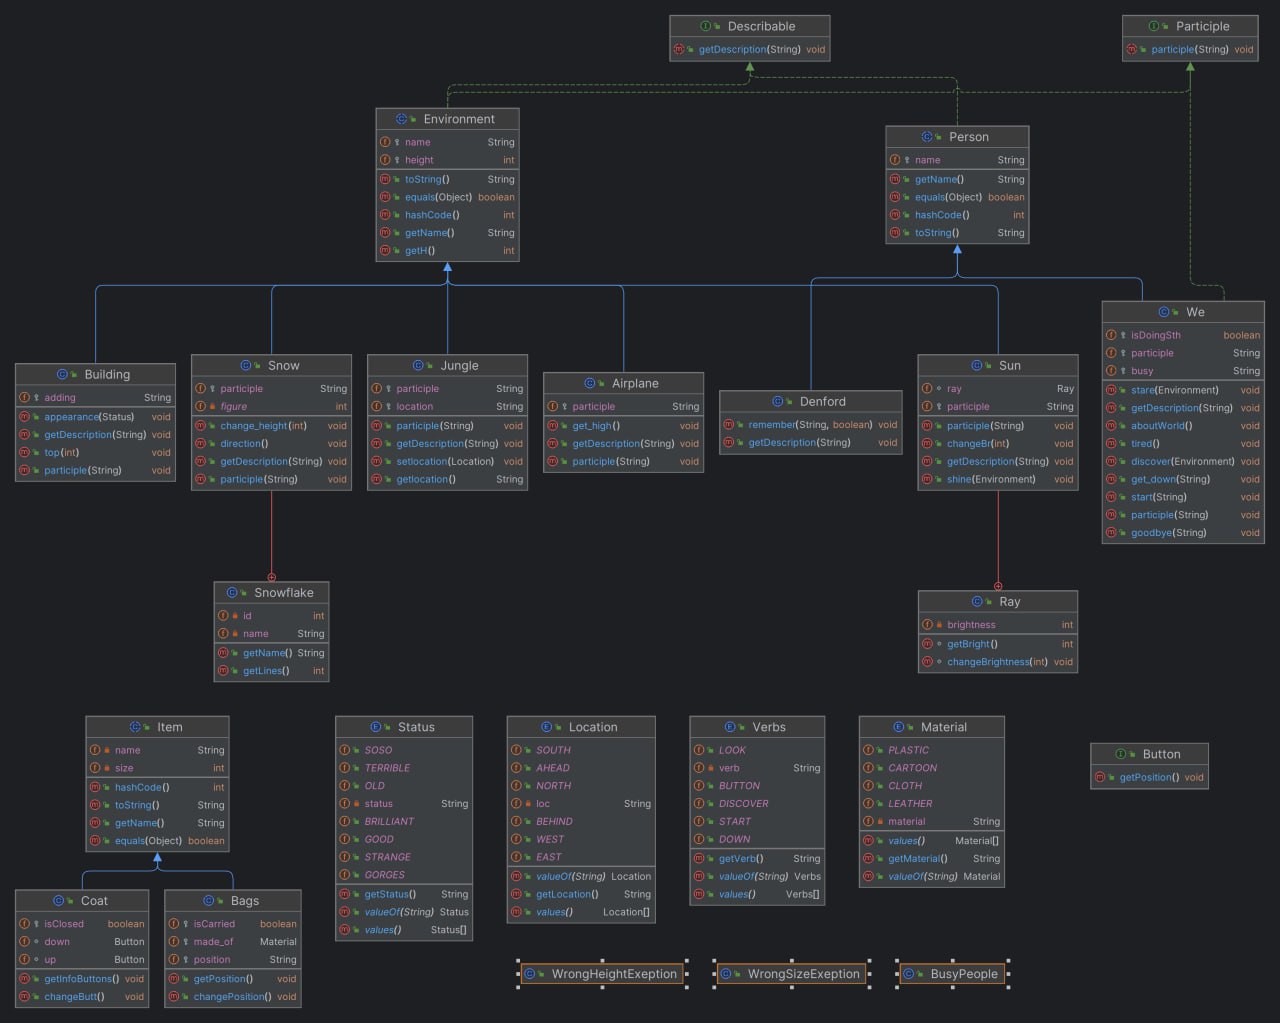 Describable
getDescription(String) void
Participle
participle(String) void
Environment
name String
height int
toString() String
equals(Object) boolean
hashCode() int
getName() String
getH() int
Person
name String
getName() String
equals(Object) boolean
hashCode() int
toString() String
Building
adding String
appearance(Status) void
getDescription(String) void
top(int) void
participle(String) void
Snow
participle String
figure int
change_height(int) void
direction() void
getDescription(String) void
participle(String) void
Jungle
participle String
location String
participle(String) void
getDescription(String) void
setlocation(Location) void
getlocation() String
Airplane
participle String
get_high() void
getDescription(String) void
participle(String) void
Denford
remember(String, boolean) void
getDescription(String) void
Sun
ray Ray
participle String
participle(String) void
changeBr(int) void
getDescription(String) void
shine(Environment) void
We
isDoingSth boolean
participle String
busy String
stare(Environment) void
getDescription(String) void
aboutWorld() void
tired() void
discover(Environment) void
get_down(String) void
start(String) void
participle(String) void
goodbye(String) void
Snowflake
id int
name String
getName() String
getLines() int
Ray
brightness int
getBright() int
changeBrightness(int) void
Item
name String
size int
hashCode() int
toString() String
getName() String
equals(Object) boolean
Status
SOSO
TERRIBLE
OLD
status String
BRILLIANT
GOOD
STRANGE
GORGES
getStatus() String
valueOf(String) Status
values() Status[]
Location
SOUTH
AHEAD
NORTH
loc String
BEHIND
WEST
EAST
valueOf(String) Location
getLocation() String
values() Location[]
Verbs
LOOK
verb String
BUTTON
DISCOVER
START
DOWN
getVerb() String
valueOf(String) Verbs
values() Verbs[]
Material
PLASTIC
CARTOON
CLOTH
LEATHER
material String
values() Material[]
getMaterial() String
valueOf(String) Material
Button
getPosition() void
Coat
isClosed boolean
down Button
up Button
getInfoButtons() void
changeButt() void
Bags
isCarried boolean
made_of Material
position String
getPosition() void
changePosition() void
WrongHeightExeption
WrongSizeExeption
BusyPeople